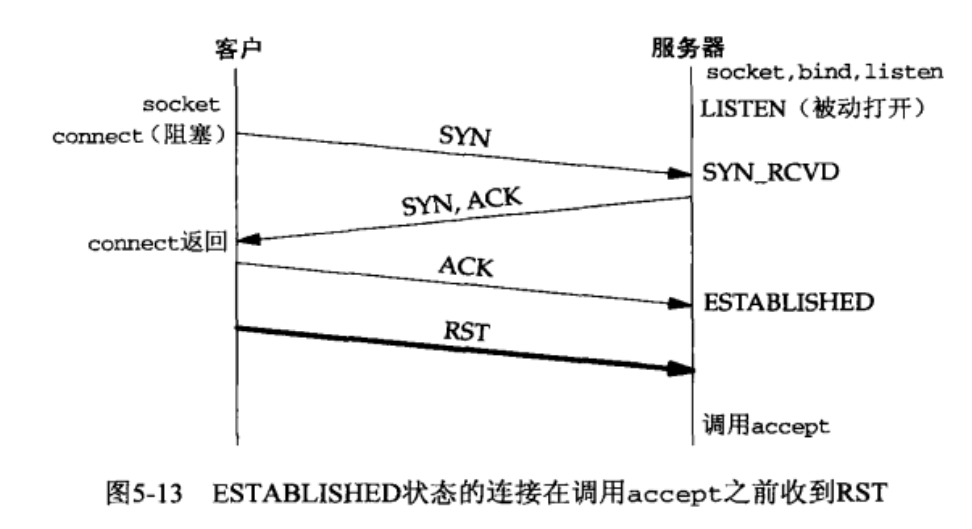 客户
服务器
socket,bind,listen
socket
LISTEN（被动打开）
connect（阻塞）
SYN
SYN_RCVD
SYN, ACK
connect返回
ACK
ESTABLISHED
RST
调用accept
图5-13 ESTABLISHED状态的连接在调用accept之前收到RST